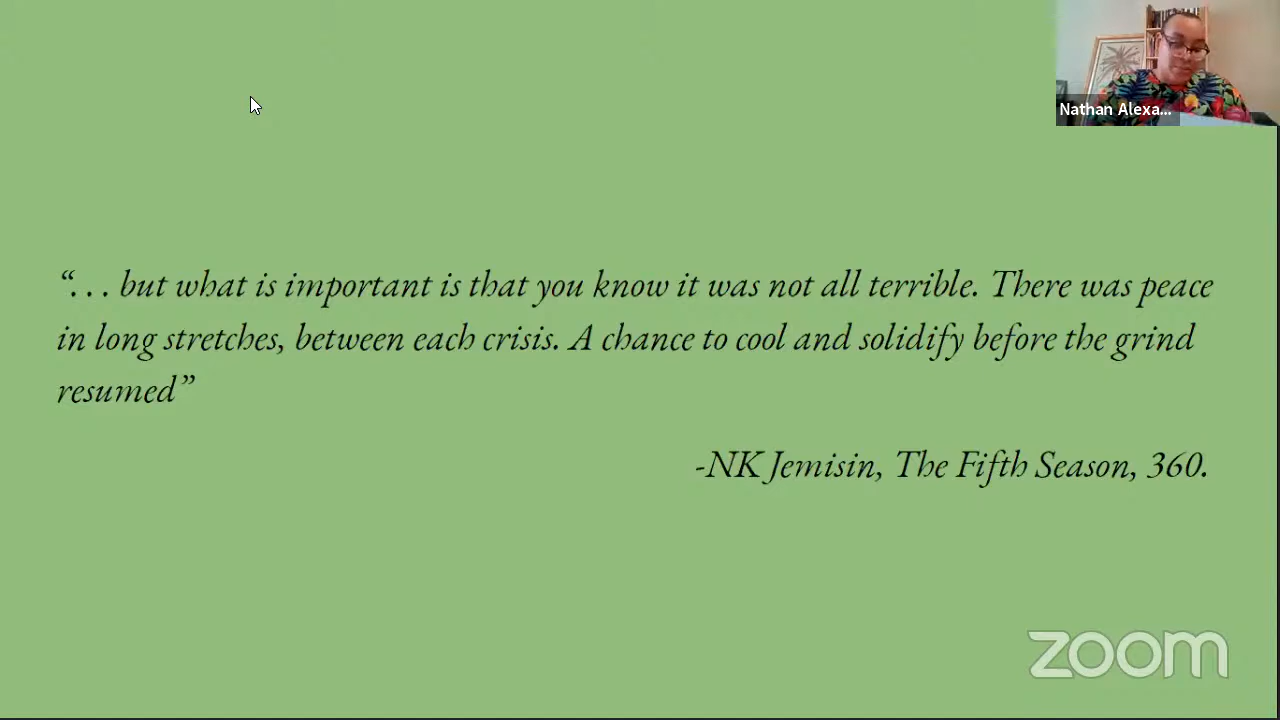 Nathan Alexa...
“. . . but what is important is that you know it was not all terrible. There was peace
in long stretches, between each crisis. A chance to cool and solidify before the grind
resumed”
-NK Jemisin, The Fifth Season, 360.
zoom